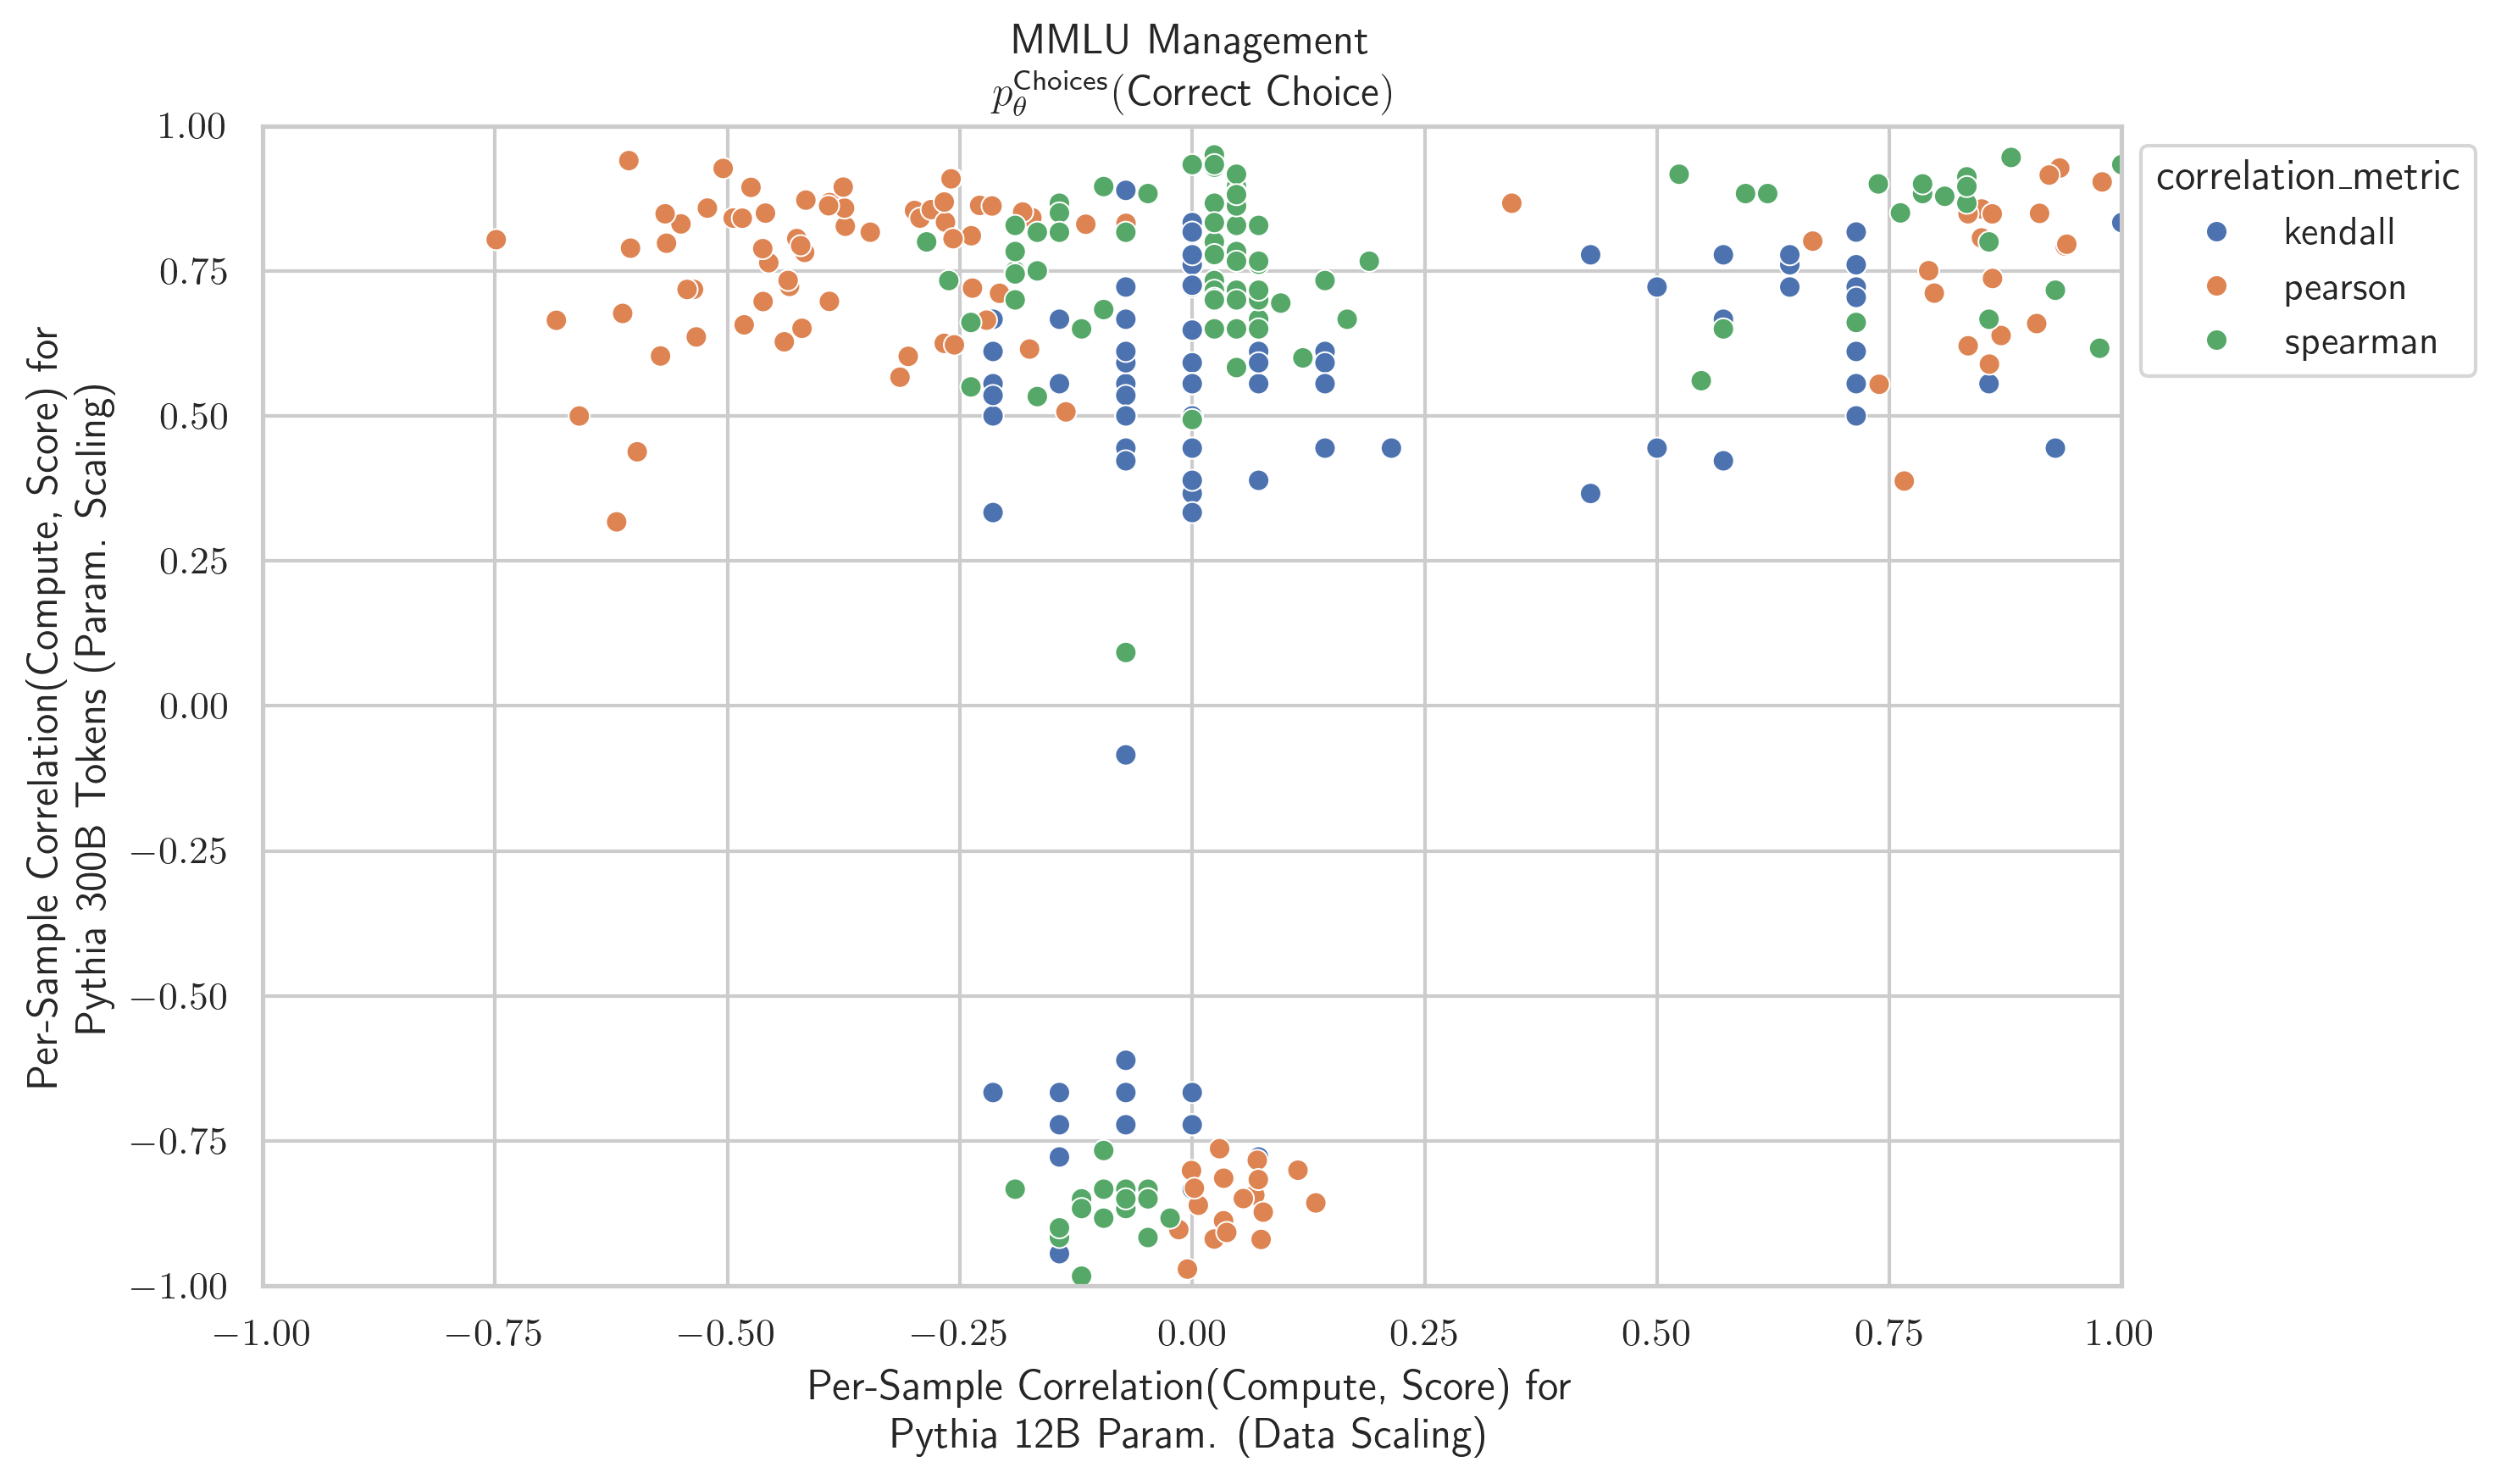 MMLU Management
p_θ^Choices(Correct Choice)
1.00
0.75
0.50
0.25
0.00
−0.25
−0.50
−0.75
−1.00
Per-Sample Correlation(Compute, Score) for
Pythia 300B Tokens (Param. Scaling)
−1.00
−0.75
−0.50
−0.25
0.00
0.25
0.50
0.75
1.00
Per-Sample Correlation(Compute, Score) for
Pythia 12B Param. (Data Scaling)
correlation_metric
kendall
pearson
spearman